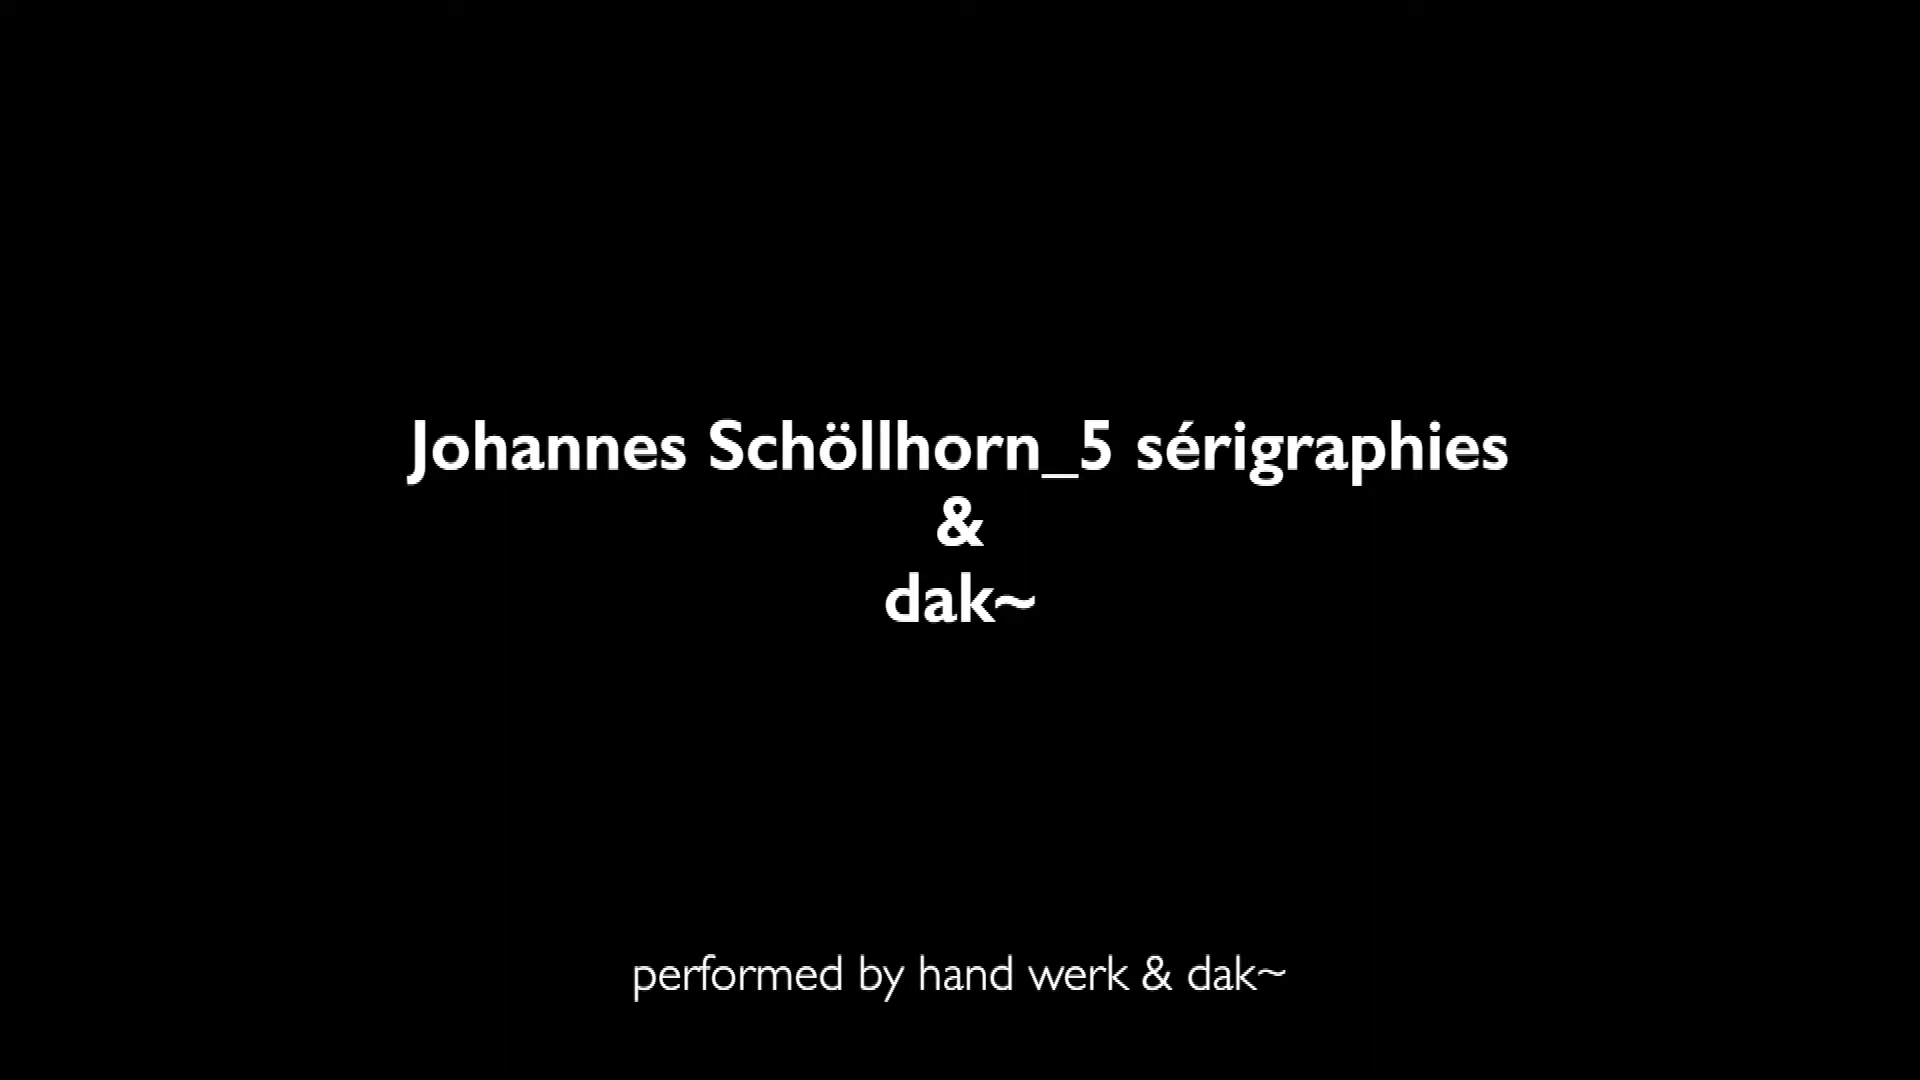 Johannes Schöllhorn_5 sérigraphies
&
dak~
performed by hand werk & dak~